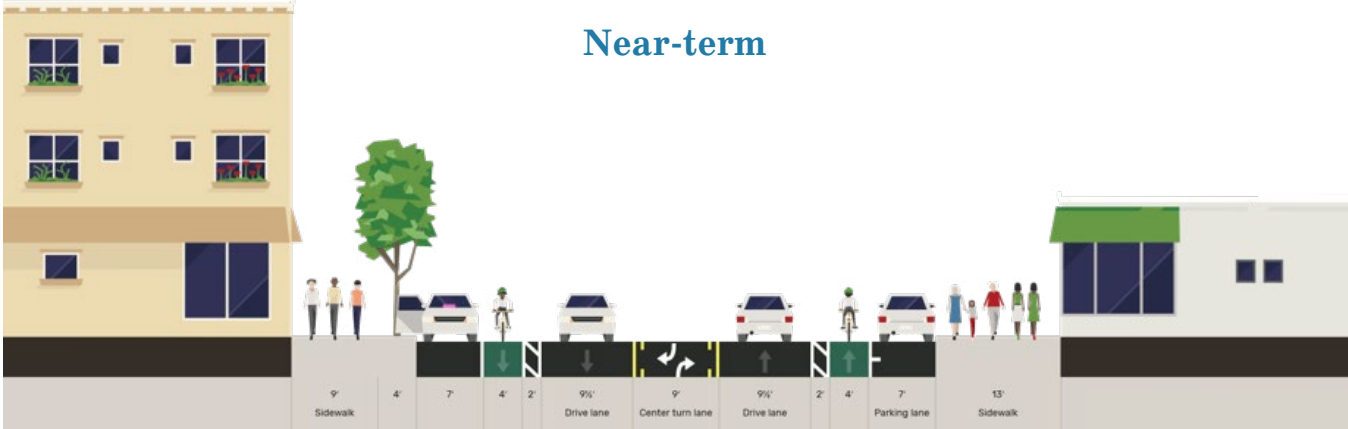 Near-term
9' 4' 7' 4' 2' 9½' 9' 9½' 2' 4' 7' 13'
Sidewalk Drive lane Center turn lane Drive lane Parking lane Sidewalk